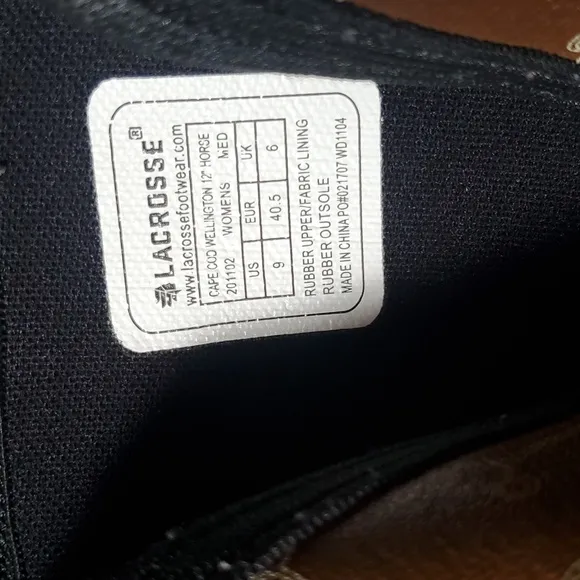 LACROSSE®
www.lacrossefootwear.com
CAPE COD WELLINGTON 12" HORSE
201102 WOMENS MED
US EUR UK
9 40.5 6
RUBBER UPPER/FABRIC LINING
RUBBER OUTSOLE
MADE IN CHINA PO#021707 WD1104